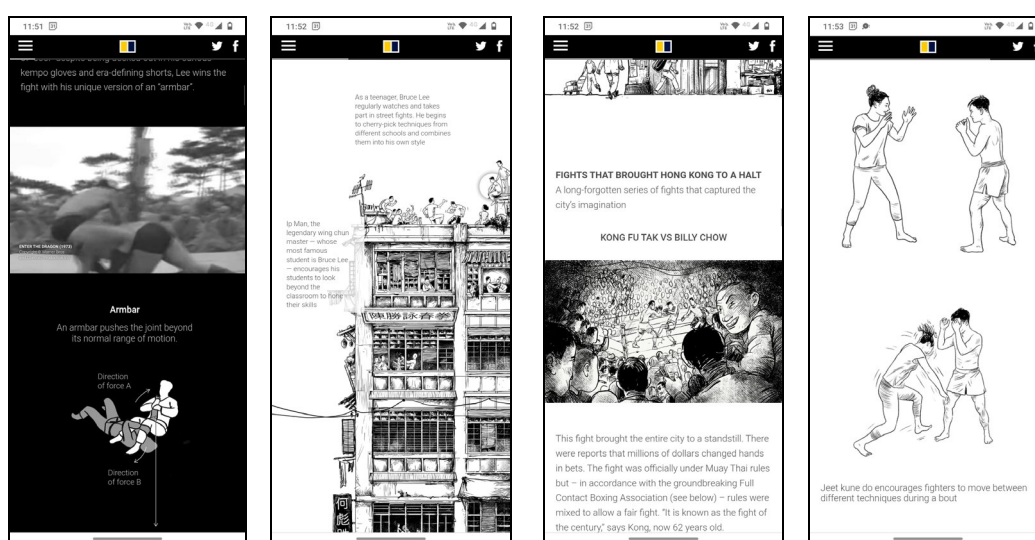 11:51
kempo gloves and era-defining shorts, Lee wins the
fight with his unique version of an “armbar”.
ENTER THE DRAGON (1973)
Armbar
An armbar pushes the joint beyond
its normal range of motion.
Direction
of force A
Direction
of force B
11:52
As a teenager, Bruce Lee
regularly watches and takes
part in street fights. He begins
to cherry-pick techniques from
different schools and combines
them into his own style
Ip Man, the
legendary wing chun
master – whose
most famous
student is Bruce Lee
– encourages his
students to look
beyond the
classroom to hone
their skills
11:52
FIGHTS THAT BROUGHT HONG KONG TO A HALT
A long-forgotten series of fights that captured the
city’s imagination
KONG FU TAK VS BILLY CHOW
This fight brought the entire city to a standstill. There
were reports that millions of dollars changed hands
in bets. The fight was officially under Muay Thai rules
but – in accordance with the groundbreaking Full
Contact Boxing Association (see below) – rules were
mixed to allow a fair fight. “It is known as the fight of
the century,” says Kong, now 62 years old.
11:53
Jeet kune do encourages fighters to move between
different techniques during a bout